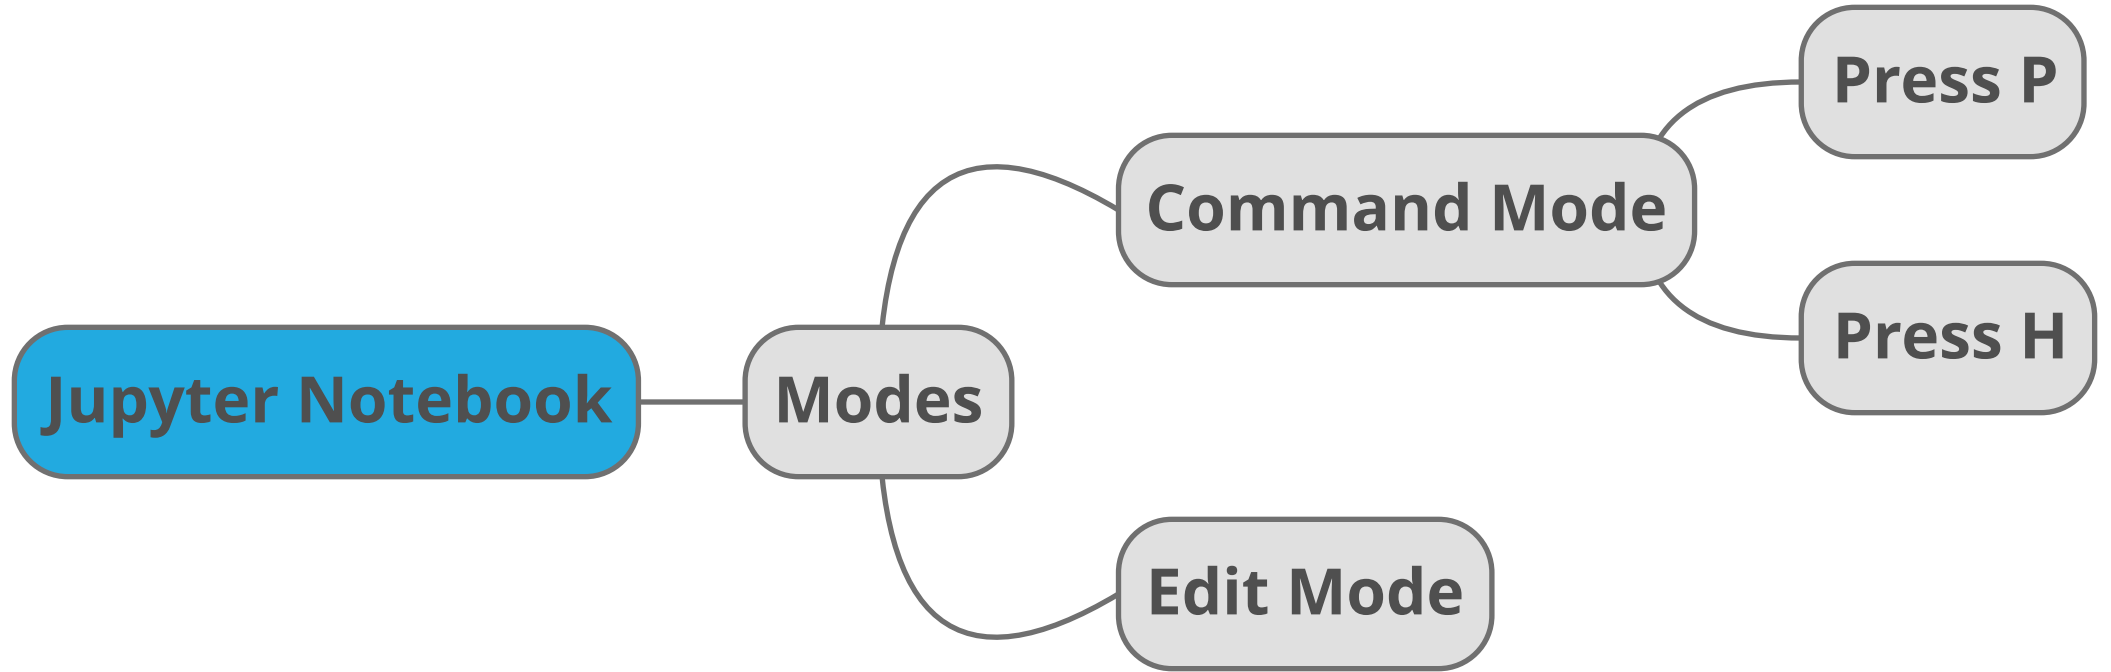 Jupyter Notebook
Modes
Command Mode
Press P
Press H
Edit Mode